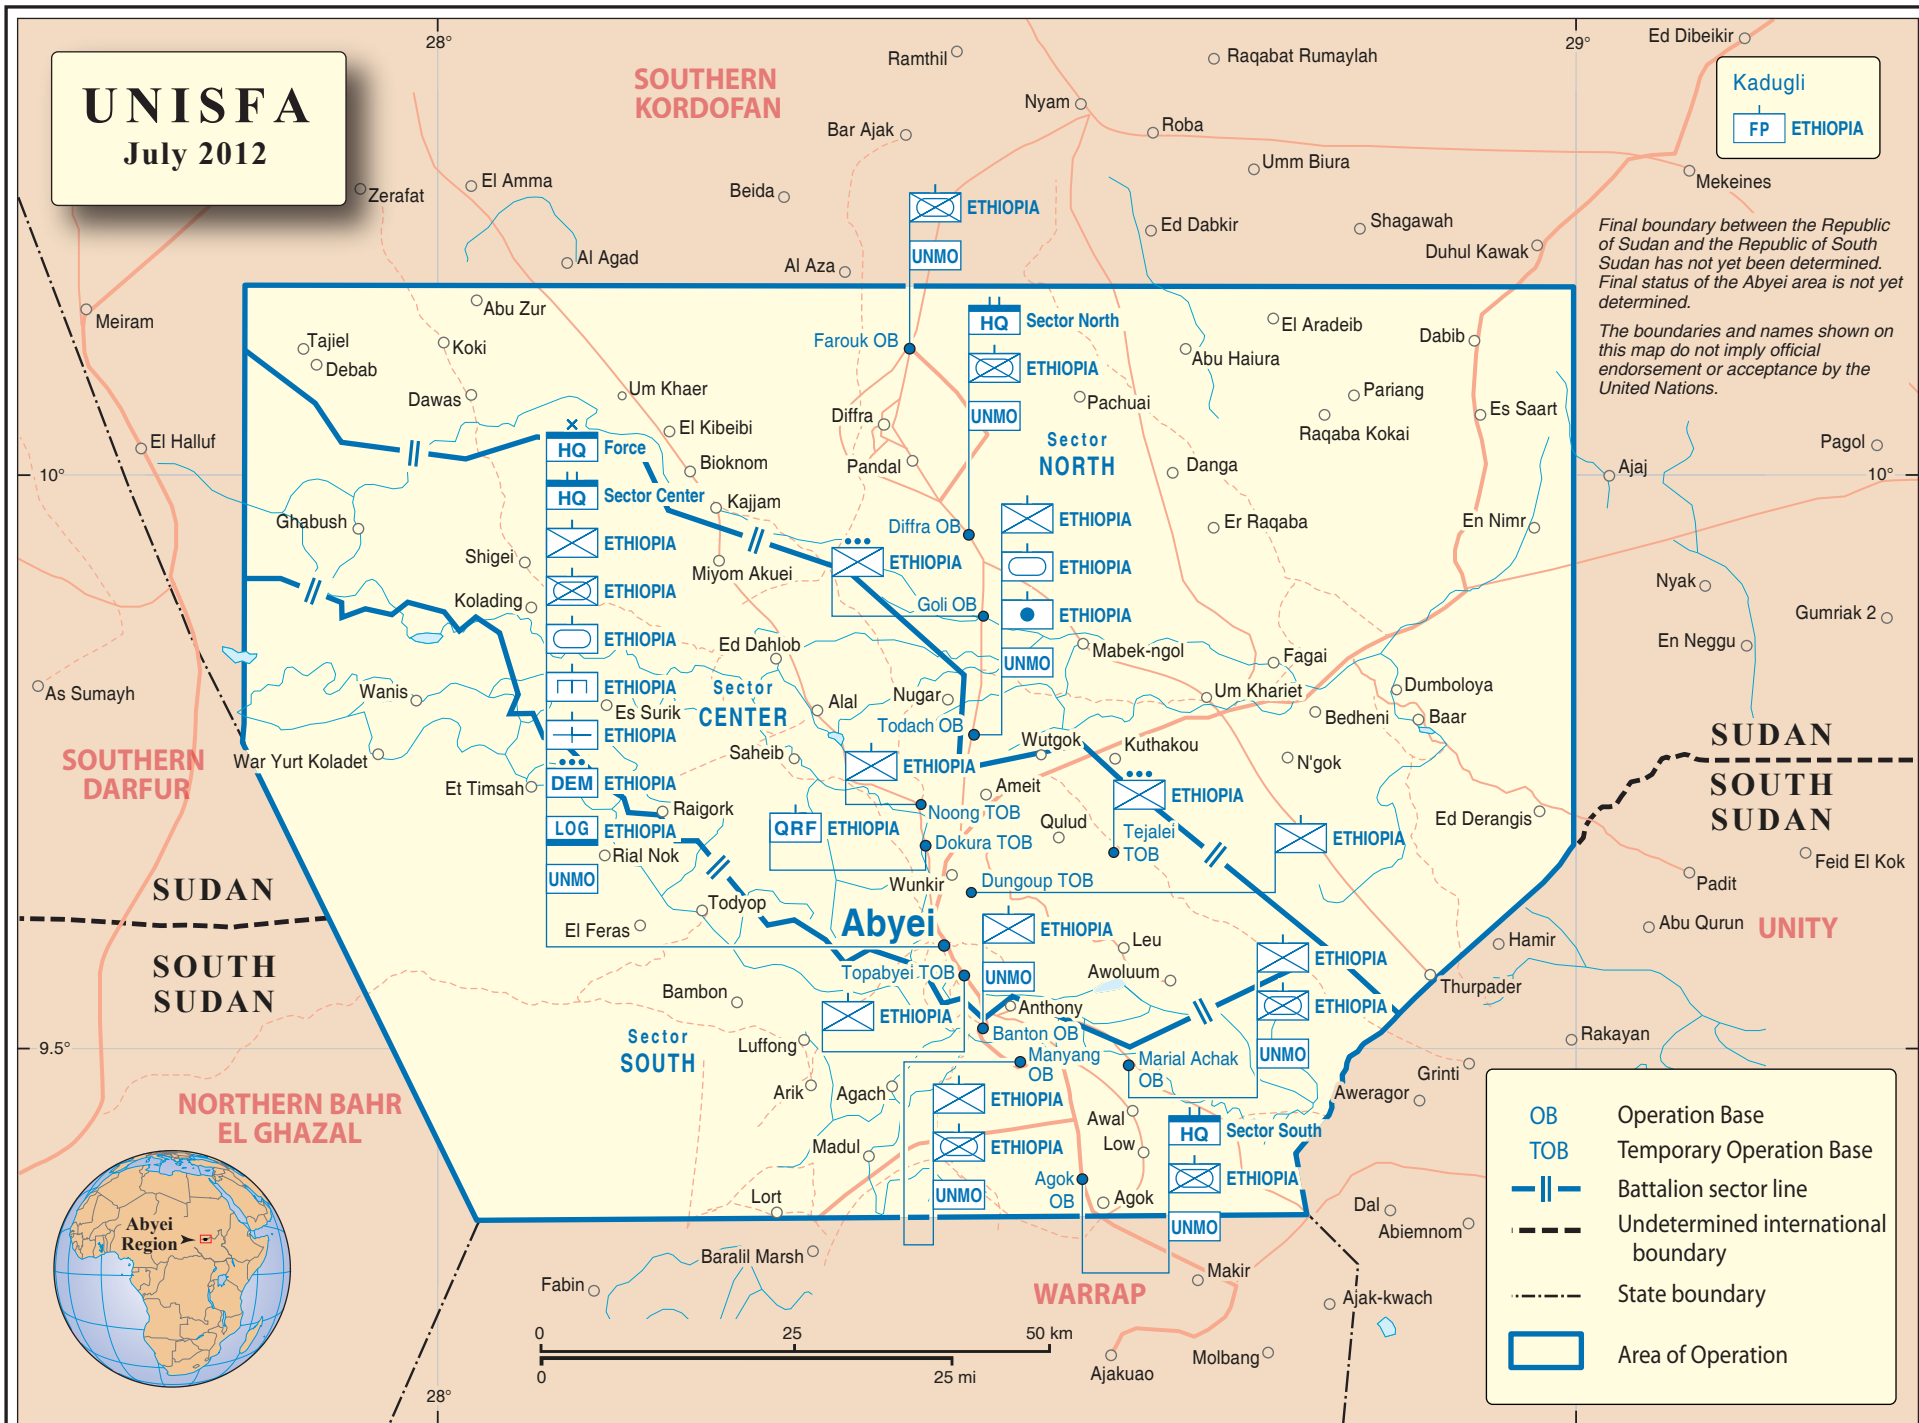 UNISFA
July 2012
28°
29°
SOUTHERN
KORDOFAN
Ramthil
Raqabat Rumaylah
Ed Dibeikir
Nyam
Bar Ajak
Roba
Kadugli
FP ETHIOPIA
Umm Biura
Mekeines
Zerafat
El Amma
Beida
ETHIOPIA
UNMO
Ed Dabkir
Shagawah
Duhul Kawak
Al Agad
Al Aza
Final boundary between the Republic
of Sudan and the Republic of South
Sudan has not yet been determined.
Final status of the Abyei area is not yet
determined.
The boundaries and names shown on
this map do not imply official
endorsement or acceptance by the
United Nations.
Meiram
Abu Zur
Tajiel
Debab
Koki
Farouk OB
HQ Sector North
ETHIOPIA
UNMO
El Aradeib
Abu Haiura
Dabib
Dawas
Um Khaer
Diffra
Pachuai
Pariang
Raqaba Kokai
Es Saart
El Halluf
HQ Force
El Kibeibi
Bioknom
Pandal
Sector
NORTH
Danga
Pagol
10°
10°
Ajaj
HQ Sector Center
Kajjam
Ghabush
Diffra OB
ETHIOPIA
Er Raqaba
En Nimr
Shigei
ETHIOPIA
Miyom Akuei
ETHIOPIA
ETHIOPIA
Nyak
Kolading
ETHIOPIA
Goli OB
ETHIOPIA
Gumriak 2
ETHIOPIA
Ed Dahlob
UNMO
Mabek-ngol
Fagai
En Neggu
As Sumayh
Wanis
ETHIOPIA
Es Surik
Sector
CENTER
Alal
Nugar
Um Khariet
Dumboloya
Bedheni
Baar
SOUTHERN
DARFUR
War Yurt Koladet
ETHIOPIA
Saheib
Todach OB
Wutgok
Kuthakou
N'gok
SUDAN
SOUTH
SUDAN
Et Timsah
DEM ETHIOPIA
ETHIOPIA
Ameit
ETHIOPIA
Raigork
Noong TOB
Qulud
Tejalei
TOB
ETHIOPIA
Ed Derangis
LOG ETHIOPIA
QRF ETHIOPIA
Dokura TOB
Rial Nok
Feid El Kok
UNMO
Wunkir
Dungoup TOB
Padit
SUDAN
SOUTH
SUDAN
Todyop
El Feras
Abyei
ETHIOPIA
UNMO
Leu
Awoluum
ETHIOPIA
ETHIOPIA
UNMO
Hamir
Abu Qurun
UNITY
Thurpader
Topabyei TOB
Bambon
ETHIOPIA
Anthony
Banton OB
9.5°
Sector
SOUTH
Luffong
Manyang
OB
Marial Achak
OB
Rakayan
Grinti
Aweragor
NORTHERN BAHR
EL GHAZAL
Arik
Agach
ETHIOPIA
ETHIOPIA
UNMO
Awal
Low
HQ Sector South
ETHIOPIA
UNMO
Madul
Agok
OB
Agok
Lort
Dal
Abiemnom
Baralil Marsh
Fabin
WARRAP
Makir
Ajak-kwach
Ajakuao
Molbang
Abyei
Region
0
25
50 km
0
25 mi
28°
OB Operation Base
TOB Temporary Operation Base
Battalion sector line
Undetermined international
boundary
State boundary
Area of Operation